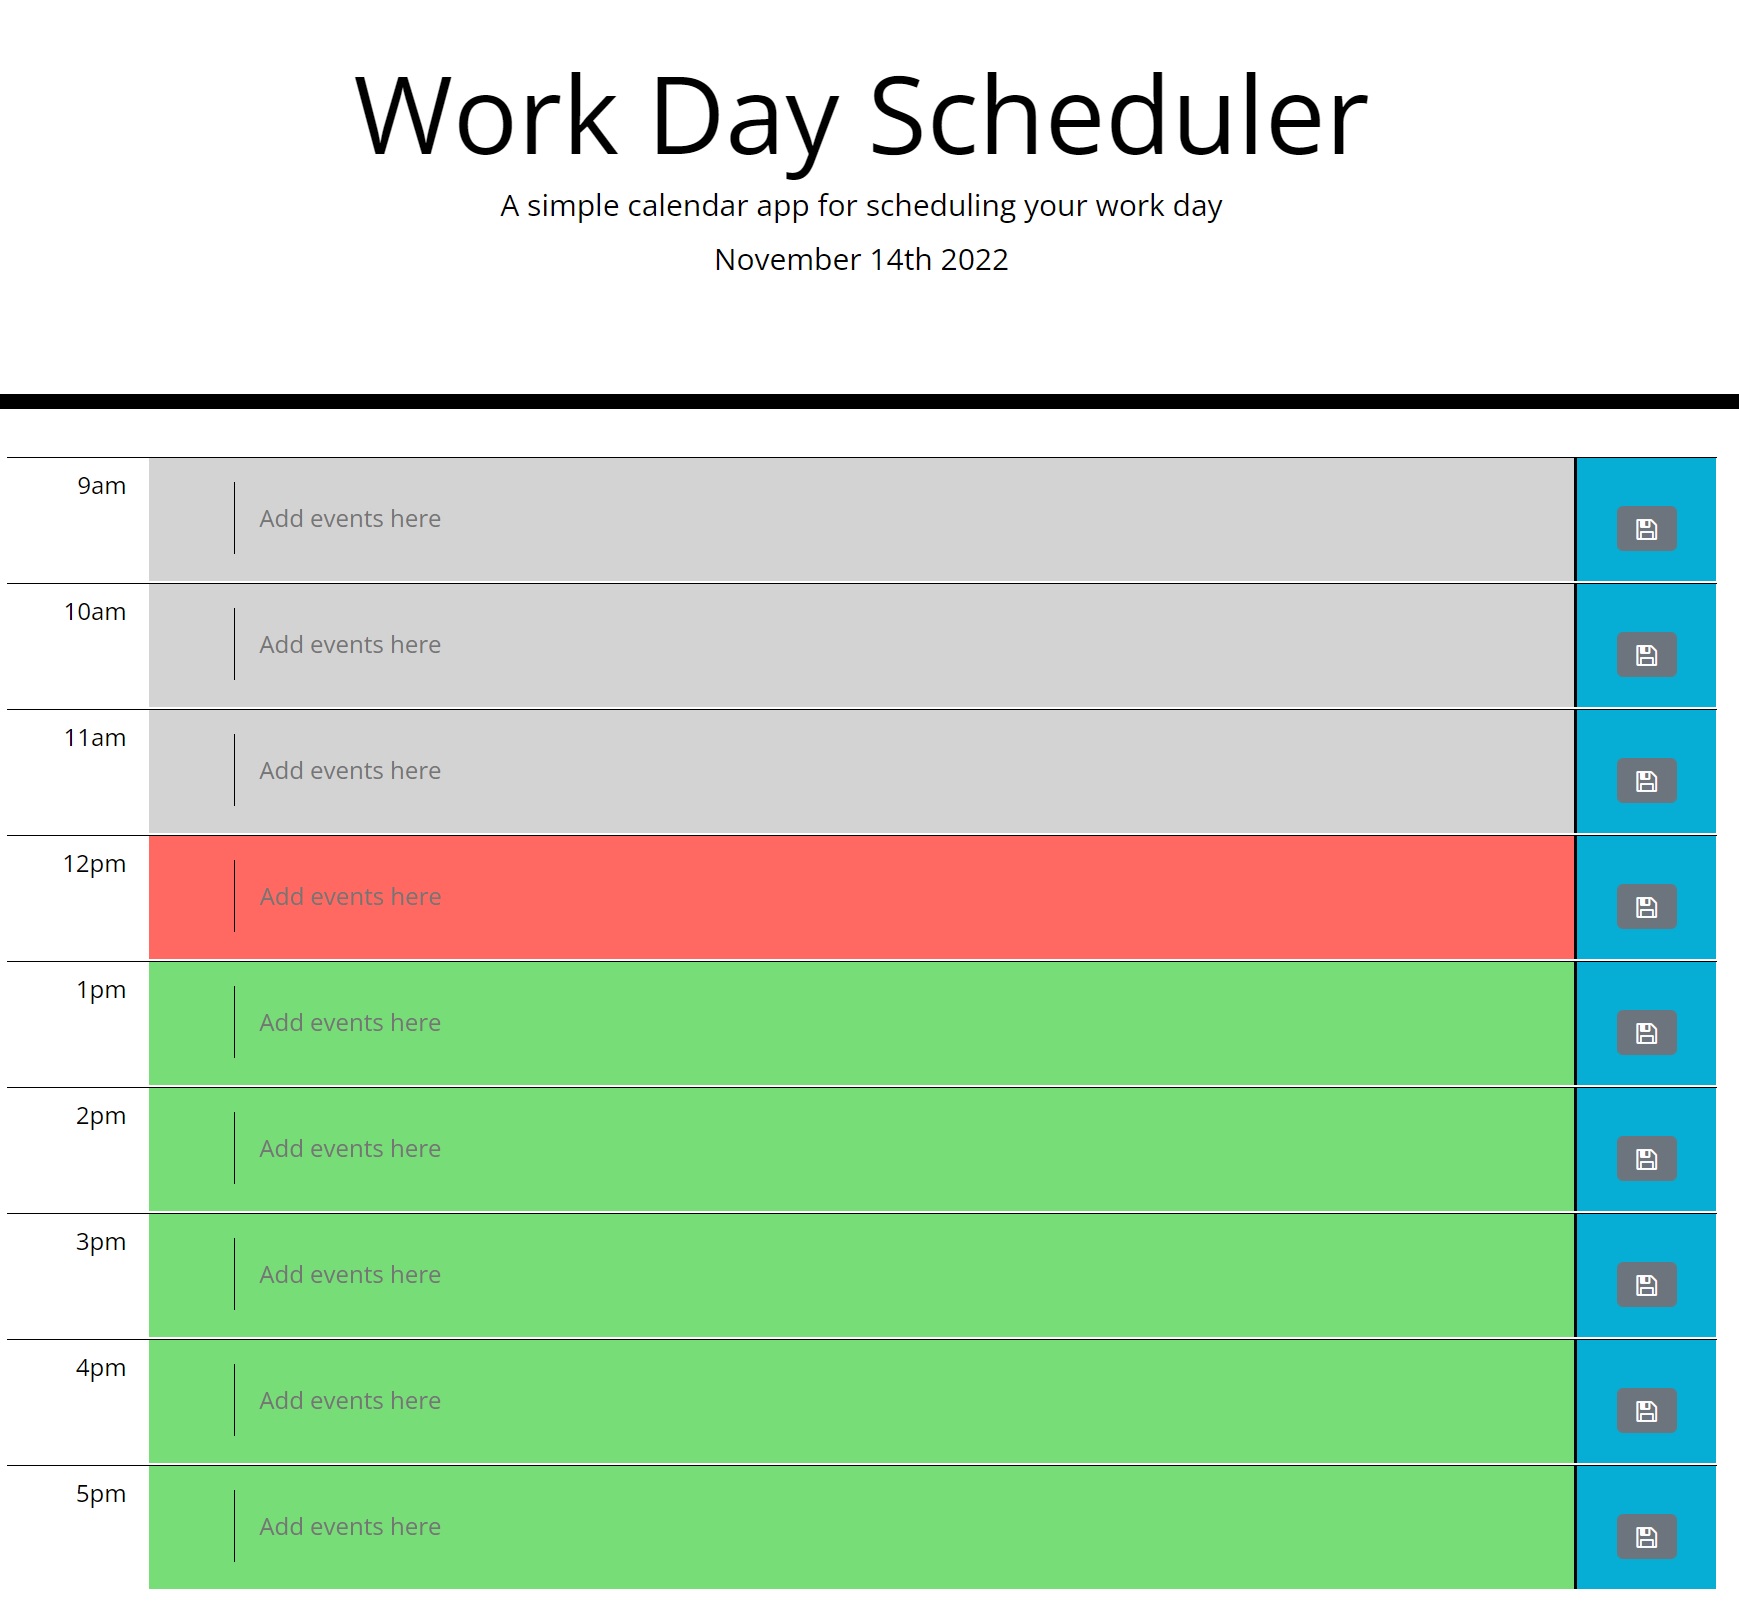 Work Day Scheduler
A simple calendar app for scheduling your work day
November 14th 2022
9am
Add events here
10am
Add events here
11am
Add events here
12pm
Add events here
1pm
Add events here
2pm
Add events here
3pm
Add events here
4pm
Add events here
5pm
Add events here